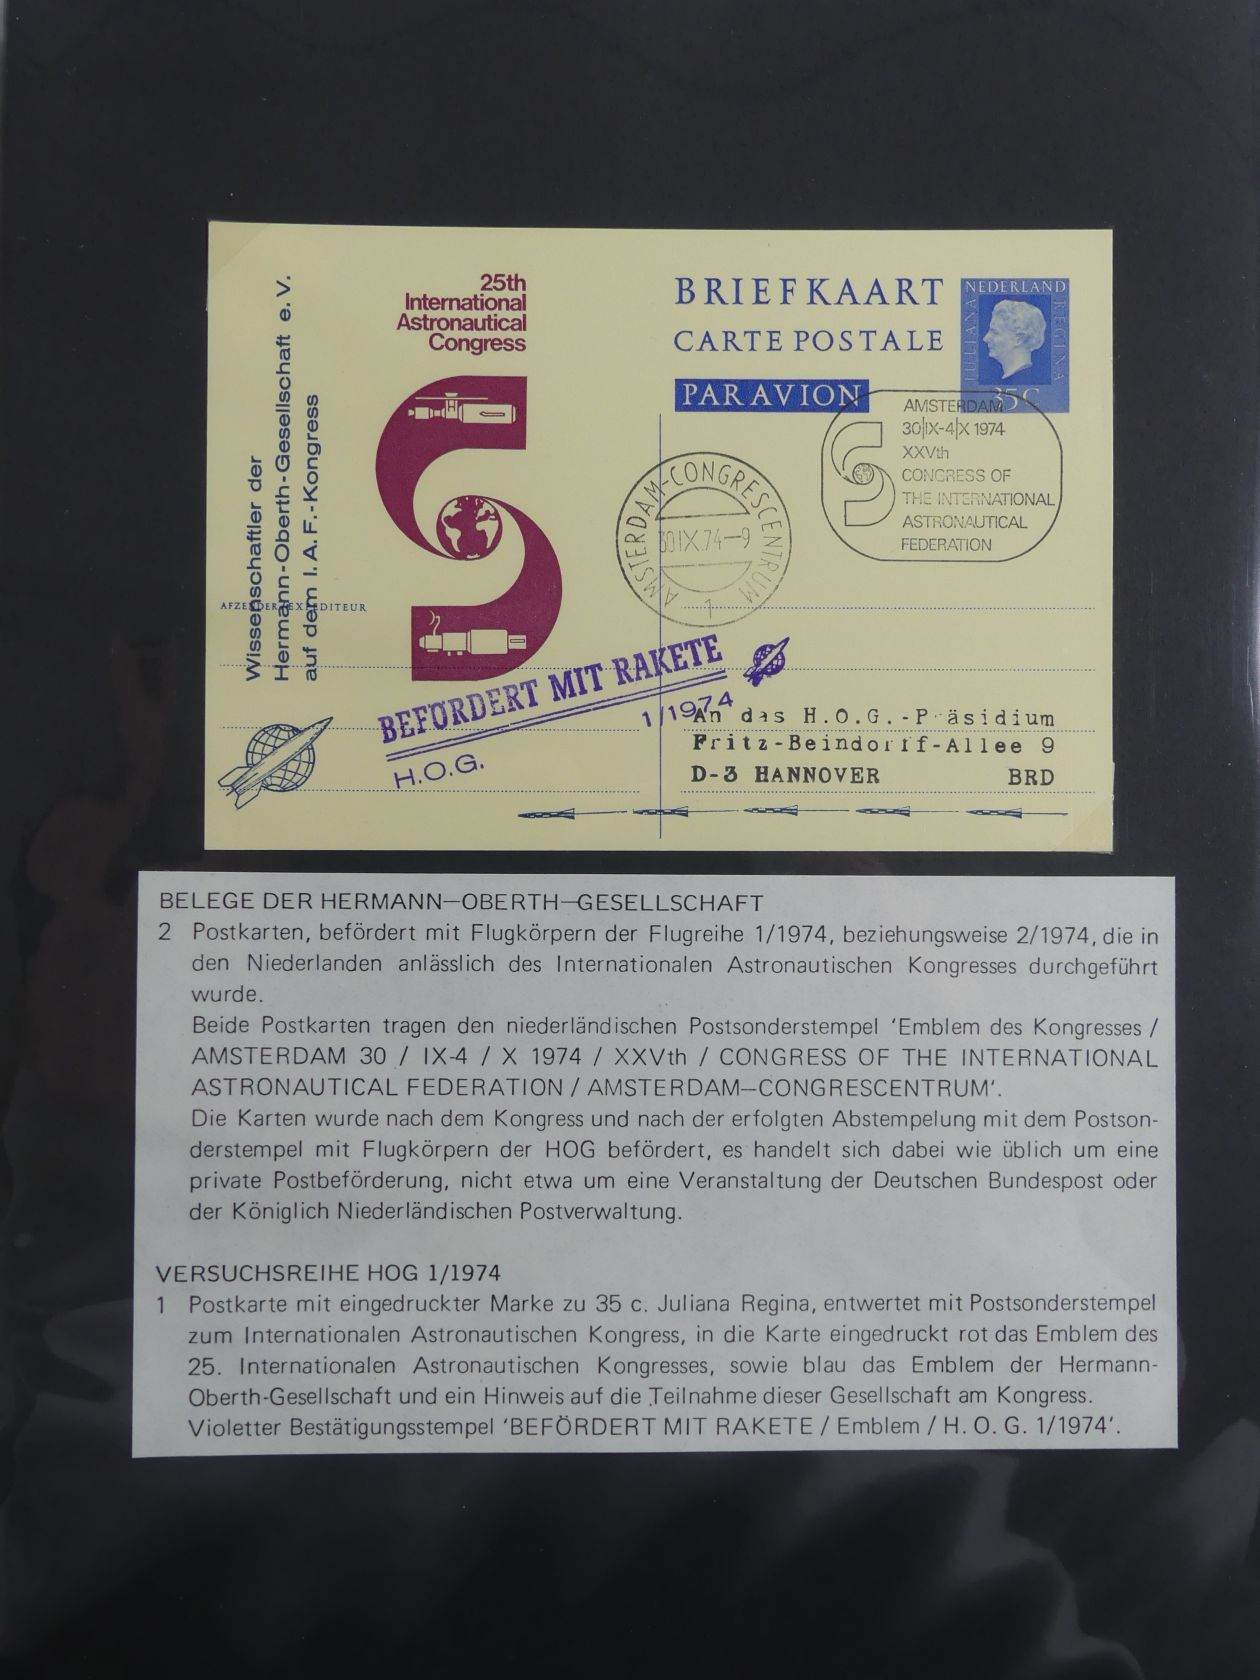 Wissenschaftler der
Hermann-Oberth-Gesellschaft e. V.
auf dem I. A. F.-Kongress
25th
International
Astronautical
Congress
BRIEFKAART
CARTE POSTALE
PAR AVION
NEDERLAND
JULIANA
REGINA
35 C
AMSTERDAM
30|IX-4|X 1974
XXVth
CONGRESS OF
THE INTERNATIONAL
ASTRONAUTICAL
FEDERATION
AMSTERDAM-CONGRESCENTRUM
30 IX.74-9
1
AFZENDER/EXPEDITEUR
BEFÖRDERT MIT RAKETE
H.O.G.
1/1974
An das H.O.G.-Präsidium
Fritz-Beindorff-Allee 9
D-3 HANNOVER BRD
BELEGE DER HERMANN—OBERTH—GESELLSCHAFT
2 Postkarten, befördert mit Flugkörpern der Flugreihe 1/1974, beziehungsweise 2/1974, die in
den Niederlanden anlässlich des Internationalen Astronautischen Kongresses durchgeführt
wurde.
Beide Postkarten tragen den niederländischen Postsonderstempel 'Emblem des Kongresses /
AMSTERDAM 30 / IX-4 / X 1974 / XXVth / CONGRESS OF THE INTERNATIONAL
ASTRONAUTICAL FEDERATION / AMSTERDAM—CONGRESCENTRUM'.
Die Karten wurde nach dem Kongress und nach der erfolgten Abstempelung mit dem Postson-
derstempel mit Flugkörpern der HOG befördert, es handelt sich dabei wie üblich um eine
private Postbeförderung, nicht etwa um eine Veranstaltung der Deutschen Bundespost oder
der Königlich Niederländischen Postverwaltung.
VERSUCHSREIHE HOG 1/1974
1 Postkarte mit eingedruckter Marke zu 35 c. Juliana Regina, entwertet mit Postsonderstempel
zum Internationalen Astronautischen Kongress, in die Karte eingedruckt rot das Emblem des
25. Internationalen Astronautischen Kongresses, sowie blau das Emblem der Hermann-
Oberth-Gesellschaft und ein Hinweis auf die Teilnahme dieser Gesellschaft am Kongress.
Violetter Bestätigungsstempel 'BEFÖRDERT MIT RAKETE / Emblem / H. O. G. 1/1974'.